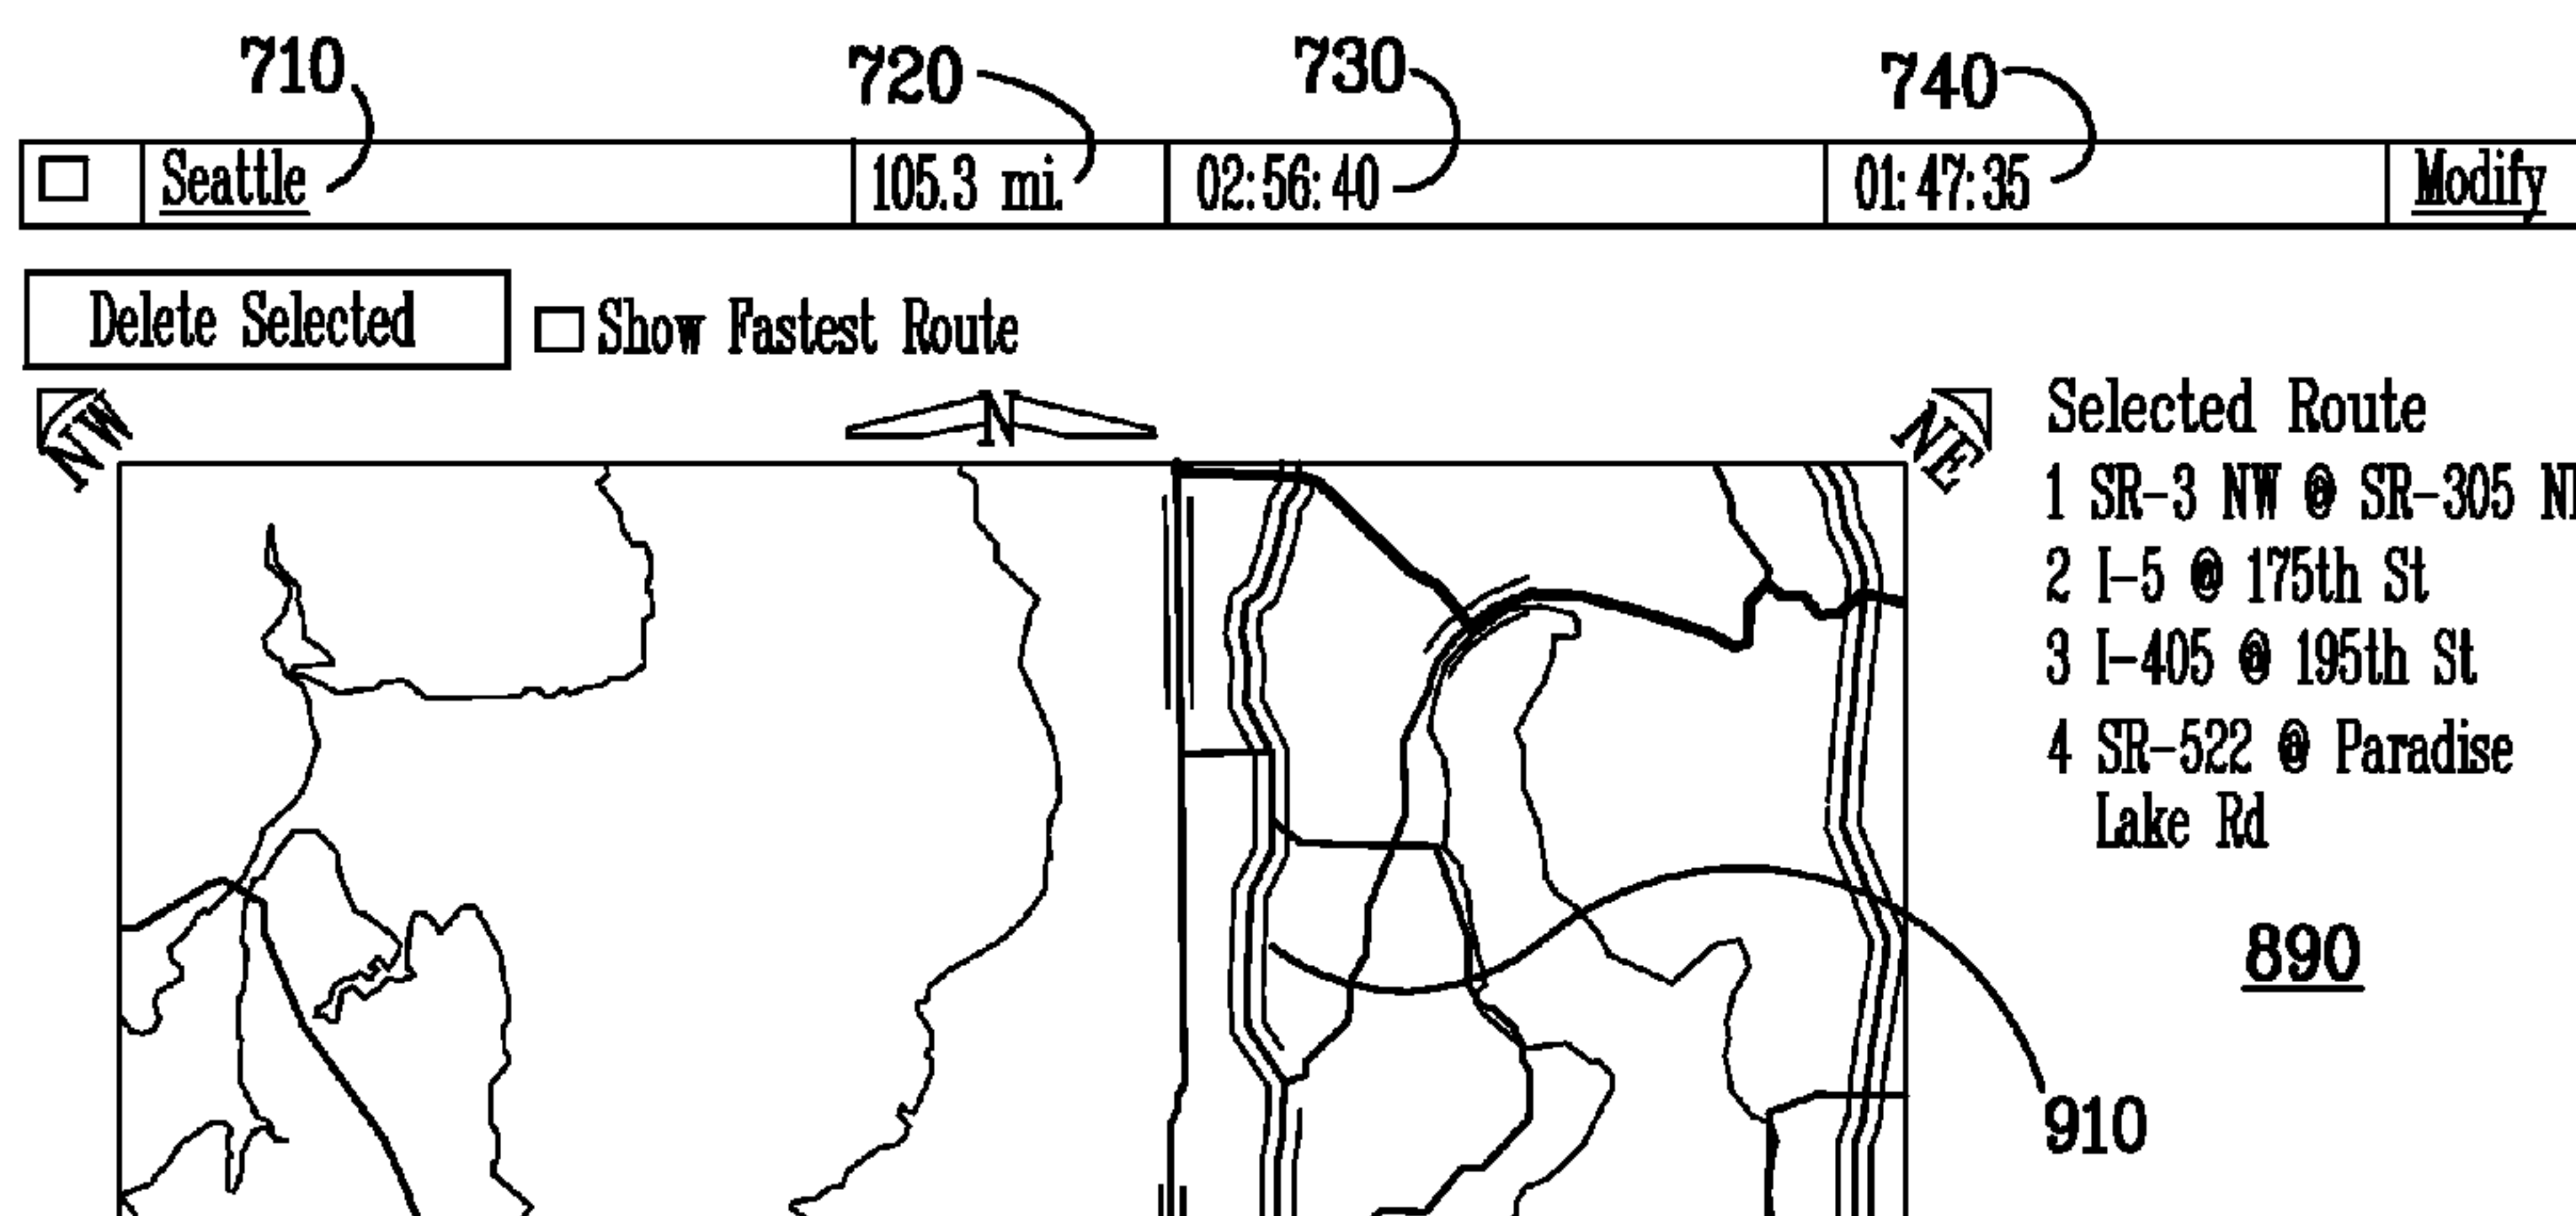 710 720 730 740
Seattle 105.3 mi. 02:56:40 01:47:35 Modify
Delete Selected Show Fastest Route
NW N NE
Selected Route
1 SR-3 NW @ SR-305
2 I-5 @ 175th St
3 I-405 @ 195th St
4 SR-522 @ Paradise
Lake Rd
890
910